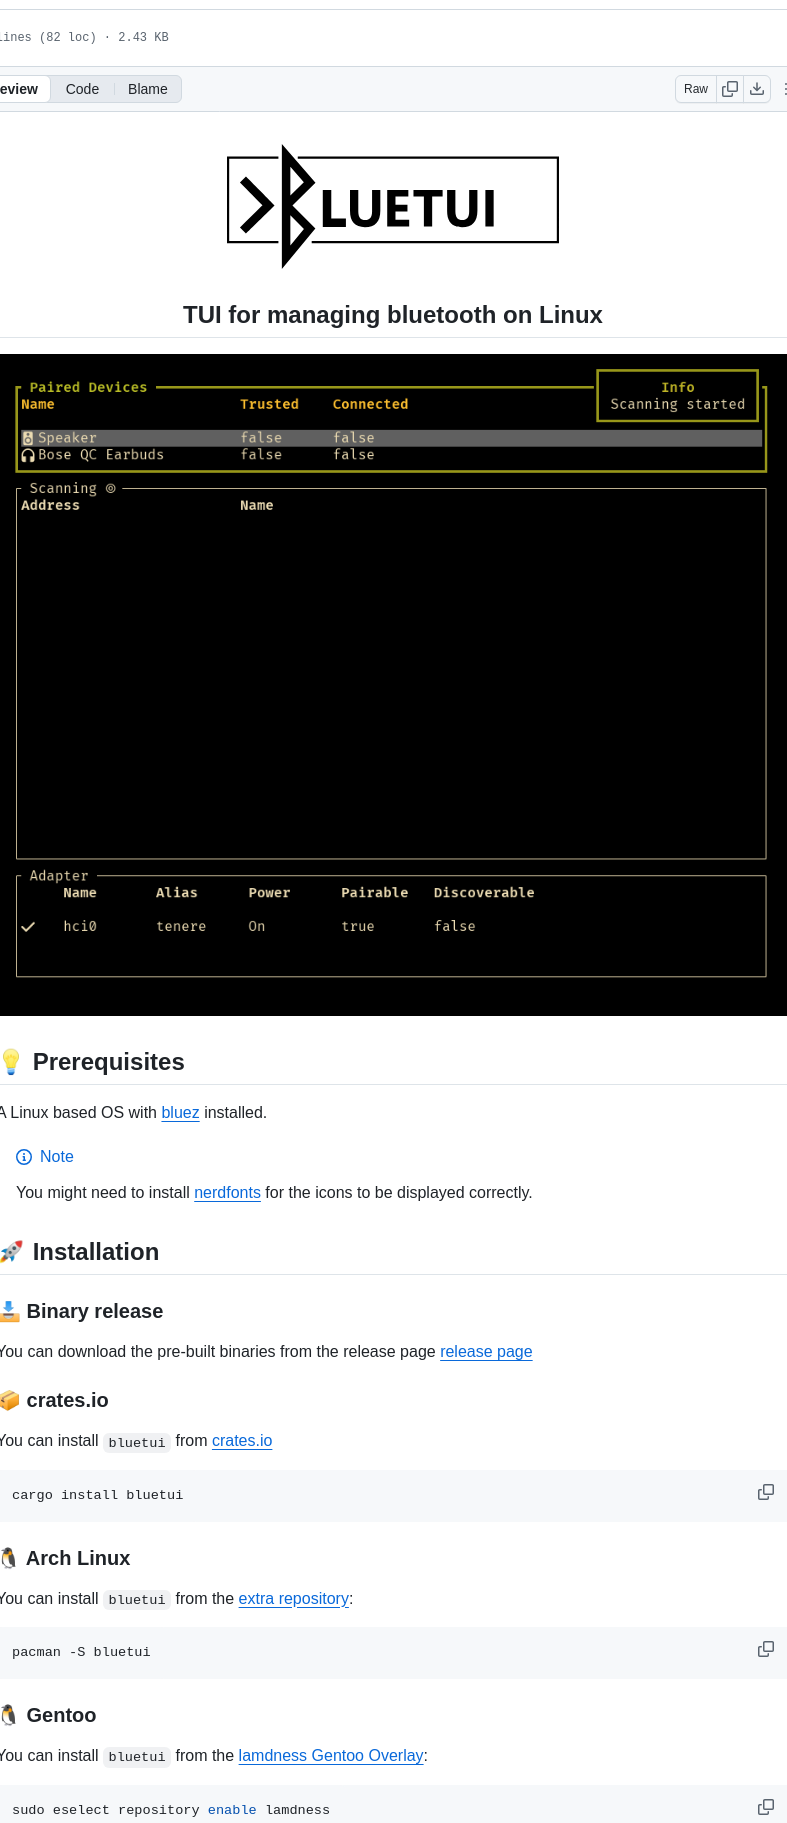 lines (82 loc) · 2.43 KB
eview Code Blame Raw
LUETUI
TUI for managing bluetooth on Linux
Paired Devices Info
Name Trusted Connected Scanning started
Speaker false false
Bose QC Earbuds false false
Scanning
Address Name
Adapter
Name Alias Power Pairable Discoverable
hci0 tenere On true false
Prerequisites
A Linux based OS with bluez installed.
Note
You might need to install nerdfonts for the icons to be displayed correctly.
Installation
Binary release
You can download the pre-built binaries from the release page release page
crates.io
You can install bluetui from crates.io
cargo install bluetui
Arch Linux
You can install bluetui from the extra repository:
pacman -S bluetui
Gentoo
You can install bluetui from the lamdness Gentoo Overlay:
sudo eselect repository enable lamdness